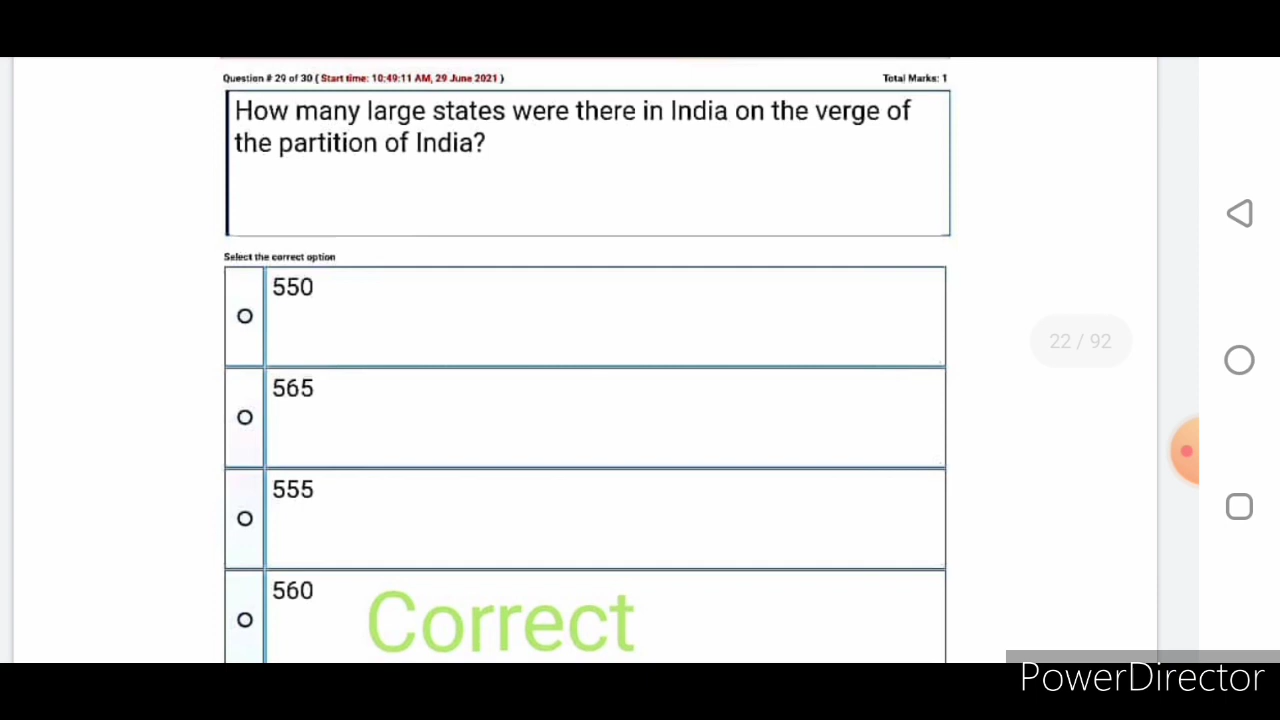 Question # 29 of 30 ( Start time: 10:49:11 AM, 29 June 2021 ) Total Marks: 1
How many large states were there in India on the verge of
the partition of India?
Select the correct option
550
22 / 92
565
555
560
Correct
PowerDirector